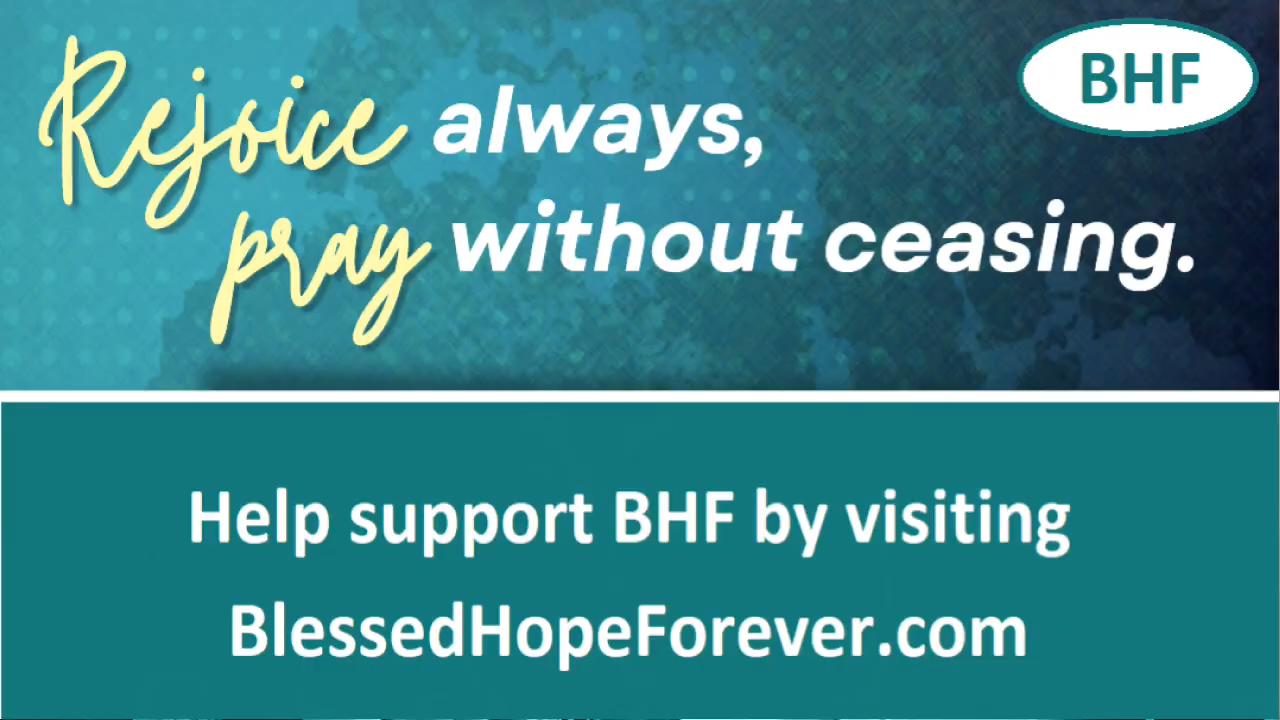 BHF
Rejoice always,
pray without ceasing.
Help support BHF by visiting
BlessedHopeForever.com